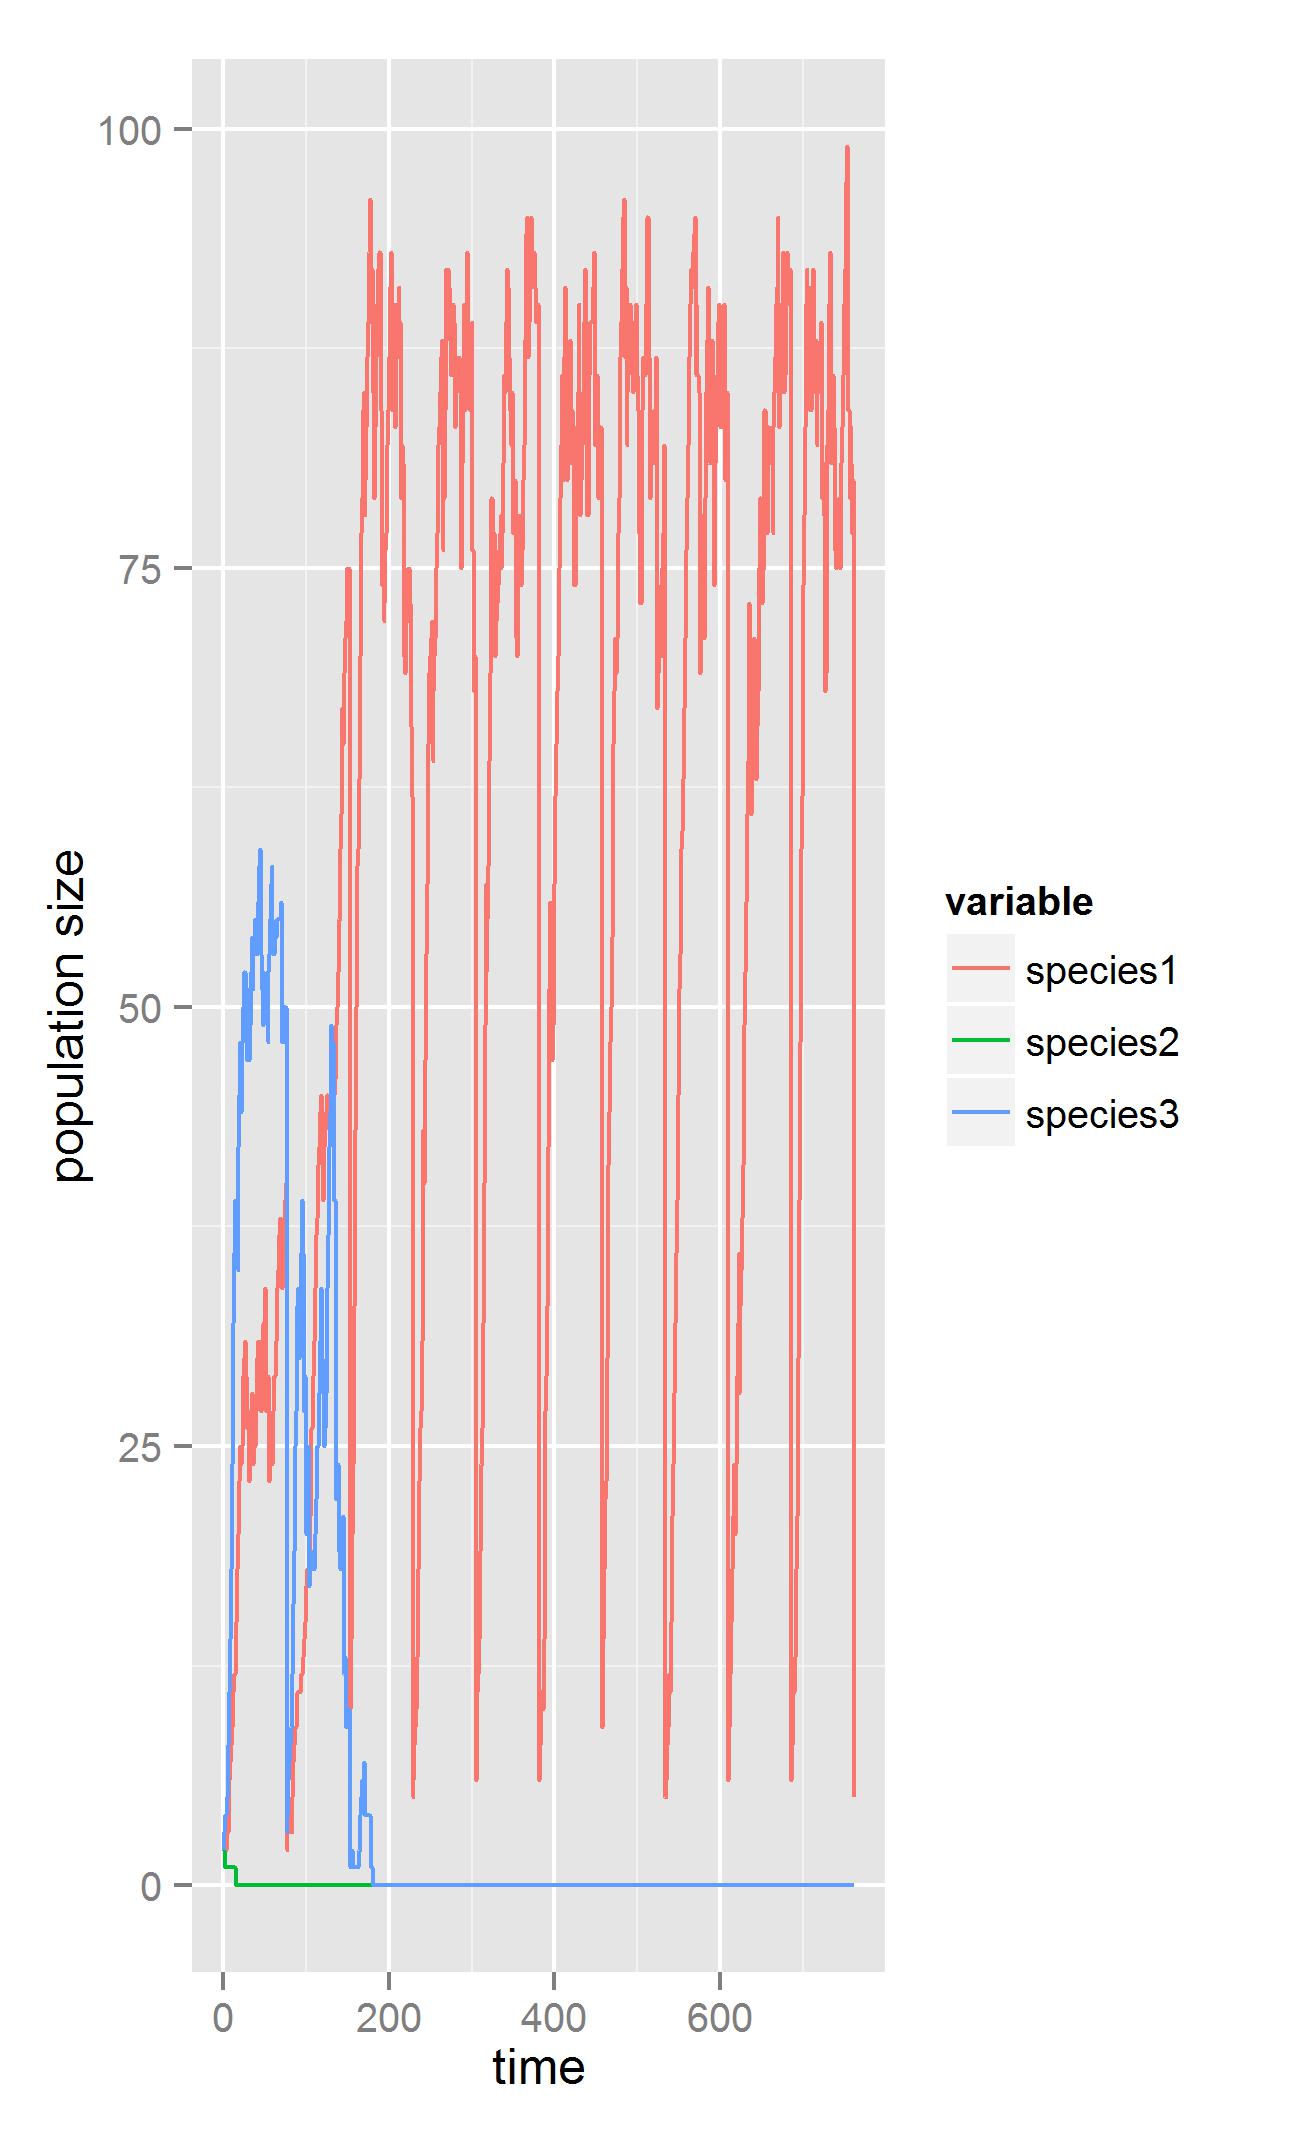 100
75
50
25
0
population size
0 200 400 600
time
variable
species1
species2
species3